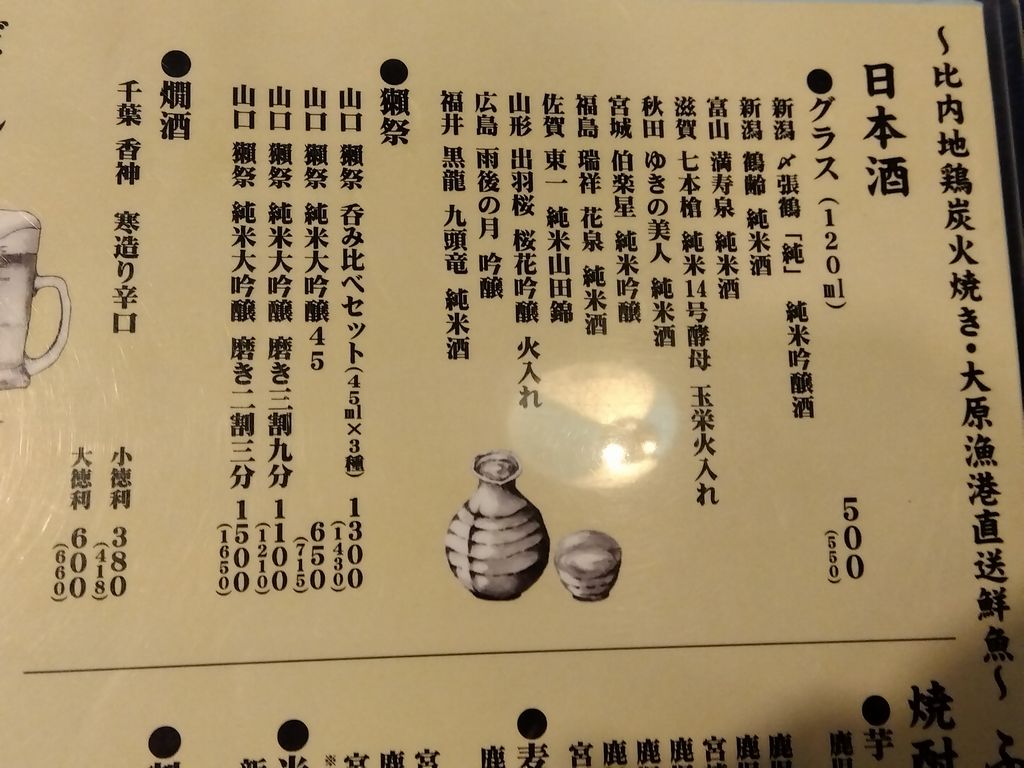 ～比内地鶏炭火焼き・大原漁港直送鮮魚～
日本酒
●グラス（120ml） 500（550）
新潟 〆張鶴「純」 純米吟醸酒
新潟 鶴齢 純米酒
富山 満寿泉 純米酒
滋賀 七本槍 純米14号酵母 玉栄火入れ
秋田 ゆきの美人 純米酒
宮城 伯楽星 純米吟醸
福島 瑞祥 花泉 純米酒
佐賀 東一 純米山田錦
山形 出羽桜 桜花吟醸 火入れ
広島 雨後の月 吟醸
福井 黒龍 九頭竜 純米酒
●獺祭
山口 獺祭 呑み比べセット（45ml×3種） 1300（1430）
山口 獺祭 純米大吟醸45 650（715）
山口 獺祭 純米大吟醸 磨き三割九分 1100（1210）
山口 獺祭 純米大吟醸 磨き二割三分 1500（1650）
●燗酒
千葉 香神 寒造り辛口 小徳利 380（418）
大徳利 600（660）
焼酎
●芋
●麦
●米